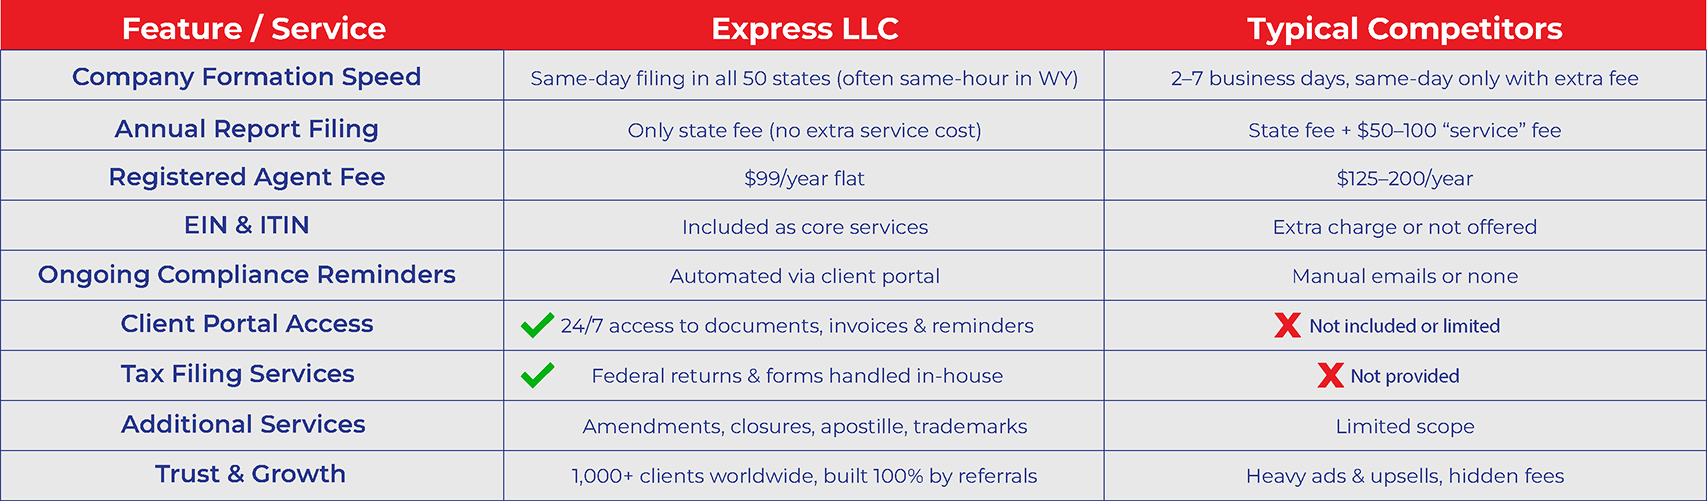 Feature / Service Express LLC Typical Competitors
Company Formation Speed Same-day filing in all 50 states (often same-hour in WY) 2–7 business days, same-day only with extra fee
Annual Report Filing Only state fee (no extra service cost) State fee + $50–100 “service” fee
Registered Agent Fee $99/year flat $125–200/year
EIN & ITIN Included as core services Extra charge or not offered
Ongoing Compliance Reminders Automated via client portal Manual emails or none
Client Portal Access 24/7 access to documents, invoices & reminders Not included or limited
Tax Filing Services Federal returns & forms handled in-house Not provided
Additional Services Amendments, closures, apostille, trademarks Limited scope
Trust & Growth 1,000+ clients worldwide, built 100% by referrals Heavy ads & upsells, hidden fees